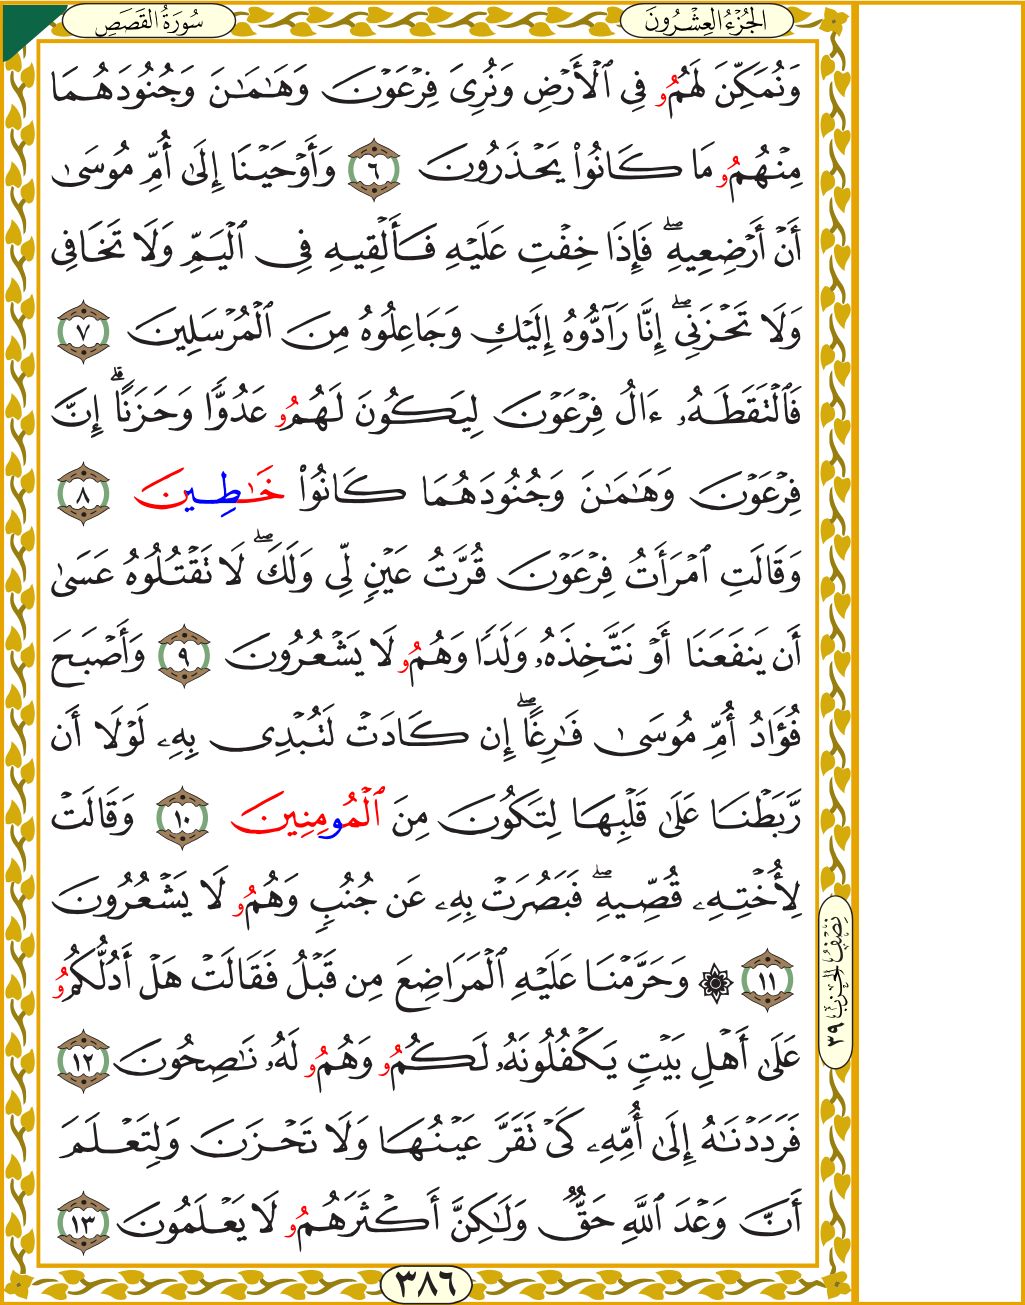 الجُزْءُ العِشْرُونَ
سُورَةُ القَصَصِ
وَنُمَكِّنَ لَهُمُۥ فِي ٱلْأَرْضِ وَنُرِيَ فِرْعَوْنَ وَهَٰمَٰنَ وَجُنُودَهُمَا
مِنْهُمُۥ مَا كَانُوا۟ يَحْذَرُونَ ٦ وَأَوْحَيْنَا إِلَىٰ أُمِّ مُوسَىٰ
أَنْ أَرْضِعِيهِۖ فَإِذَا خِفْتِ عَلَيْهِ فَأَلْقِيهِ فِي ٱلْيَمِّ وَلَا تَخَافِي
وَلَا تَحْزَنِيۖ إِنَّا رَآدُّوهُ إِلَيْكِ وَجَاعِلُوهُ مِنَ ٱلْمُرْسَلِينَ ٧
فَٱلْتَقَطَهُۥ ءَالُ فِرْعَوْنَ لِيَكُونَ لَهُمُۥ عَدُوًّا وَحَزَنًاۗ إِنَّ
فِرْعَوْنَ وَهَٰمَٰنَ وَجُنُودَهُمَا كَانُوا۟ خَٰطِينَ ٨
وَقَالَتِ ٱمْرَأَتُ فِرْعَوْنَ قُرَّتُ عَيْنٍ لِّي وَلَكَۖ لَا تَقْتُلُوهُ عَسَىٰ
أَن يَنفَعَنَا أَوْ نَتَّخِذَهُۥ وَلَدًا وَهُمُۥ لَا يَشْعُرُونَ ٩ وَأَصْبَحَ
فُؤَادُ أُمِّ مُوسَىٰ فَٰرِغًاۖ إِن كَادَتْ لَتُبْدِي بِهِۦ لَوْلَا أَن
رَّبَطْنَا عَلَىٰ قَلْبِهَا لِتَكُونَ مِنَ ٱلْمُومِنِينَ ١٠ وَقَالَتْ
لِأُخْتِهِۦ قُصِّيهِۖ فَبَصُرَتْ بِهِۦ عَن جُنُبٍ وَهُمُۥ لَا يَشْعُرُونَ
١١ ۞ وَحَرَّمْنَا عَلَيْهِ ٱلْمَرَاضِعَ مِن قَبْلُ فَقَالَتْ هَلْ أَدُلُّكُمُۥ
عَلَىٰ أَهْلِ بَيْتٍ يَكْفُلُونَهُۥ لَكُمُۥ وَهُمُۥ لَهُۥ نَٰصِحُونَ ١٢
فَرَدَدْنَٰهُ إِلَىٰ أُمِّهِۦ كَيْ تَقَرَّ عَيْنُهَا وَلَا تَحْزَنَ وَلِتَعْلَمَ
أَنَّ وَعْدَ ٱللَّهِ حَقٌّ وَلَٰكِنَّ أَكْثَرَهُمُۥ لَا يَعْلَمُونَ ١٣
نِصْفُ الحِزْبِ ٣٩
٣٨٦